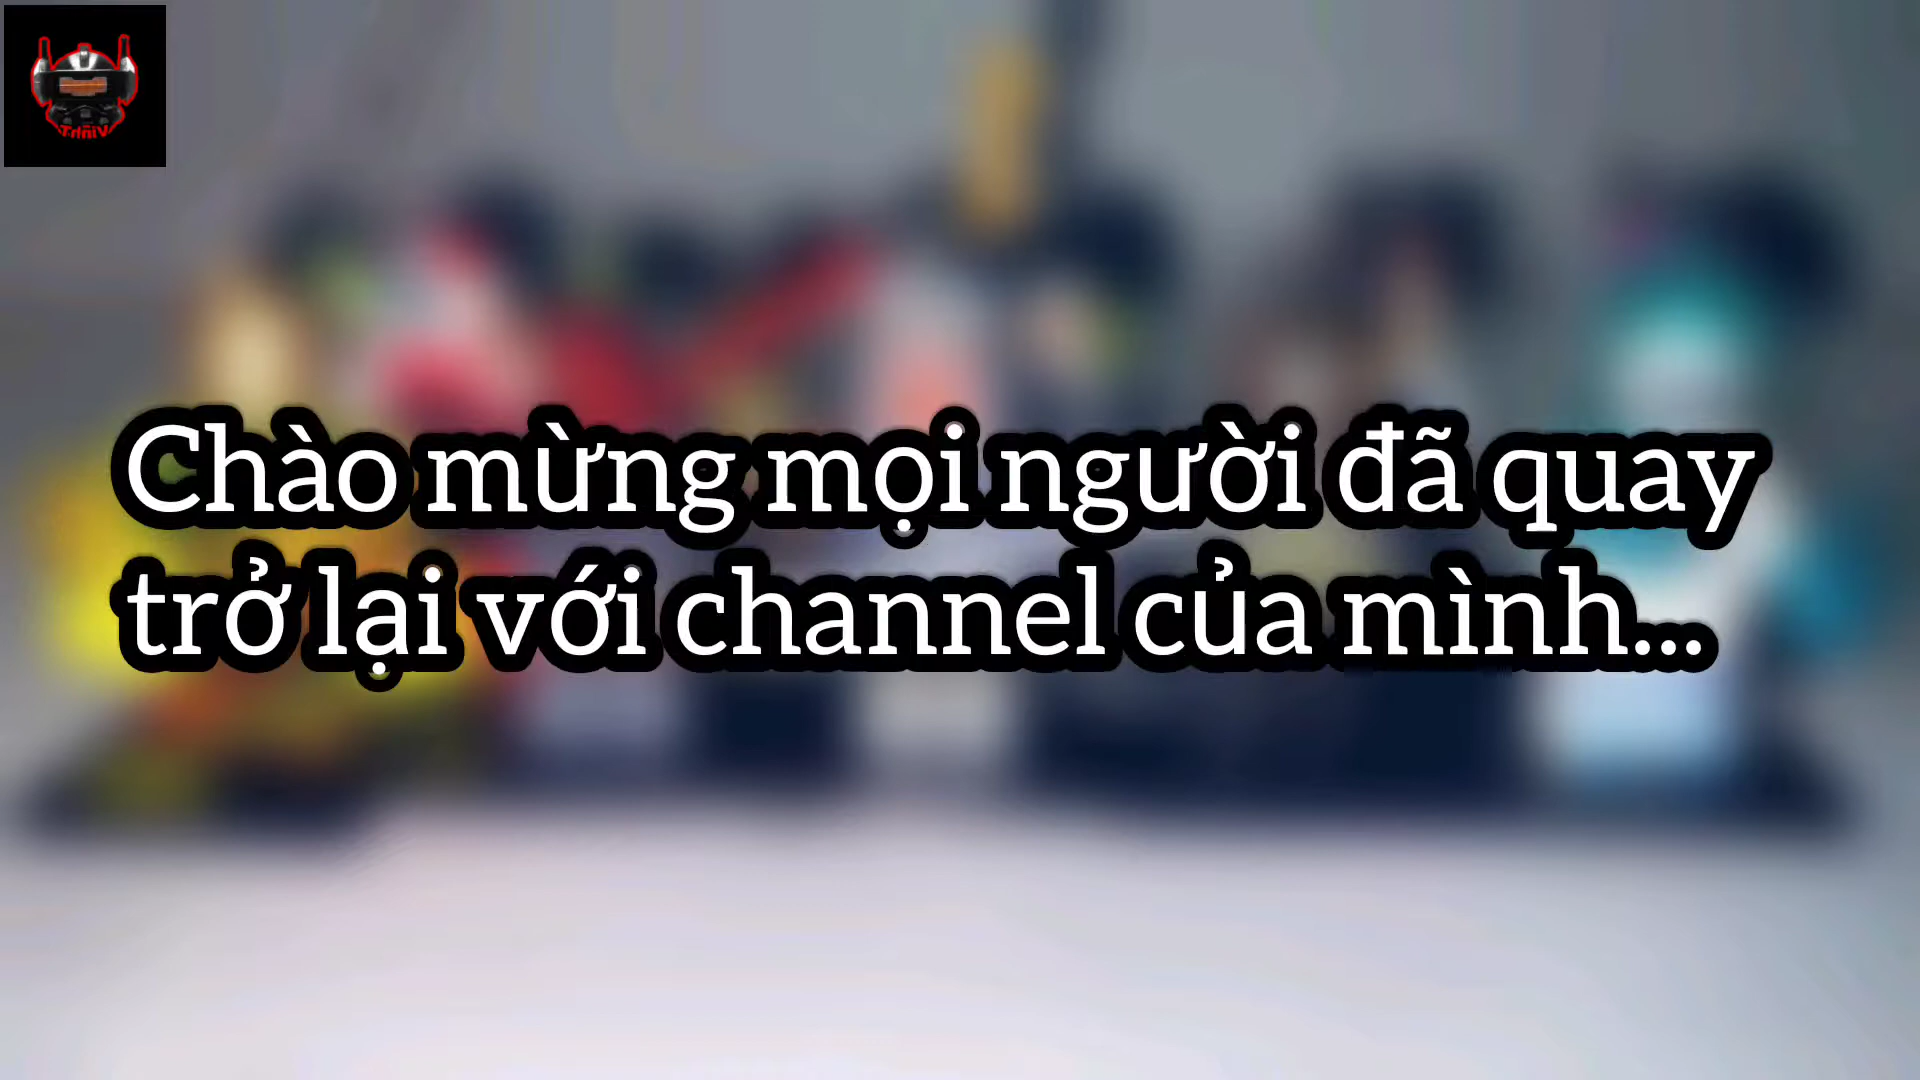 Chào mừng mọi người đã quay
trở lại với channel của mình...